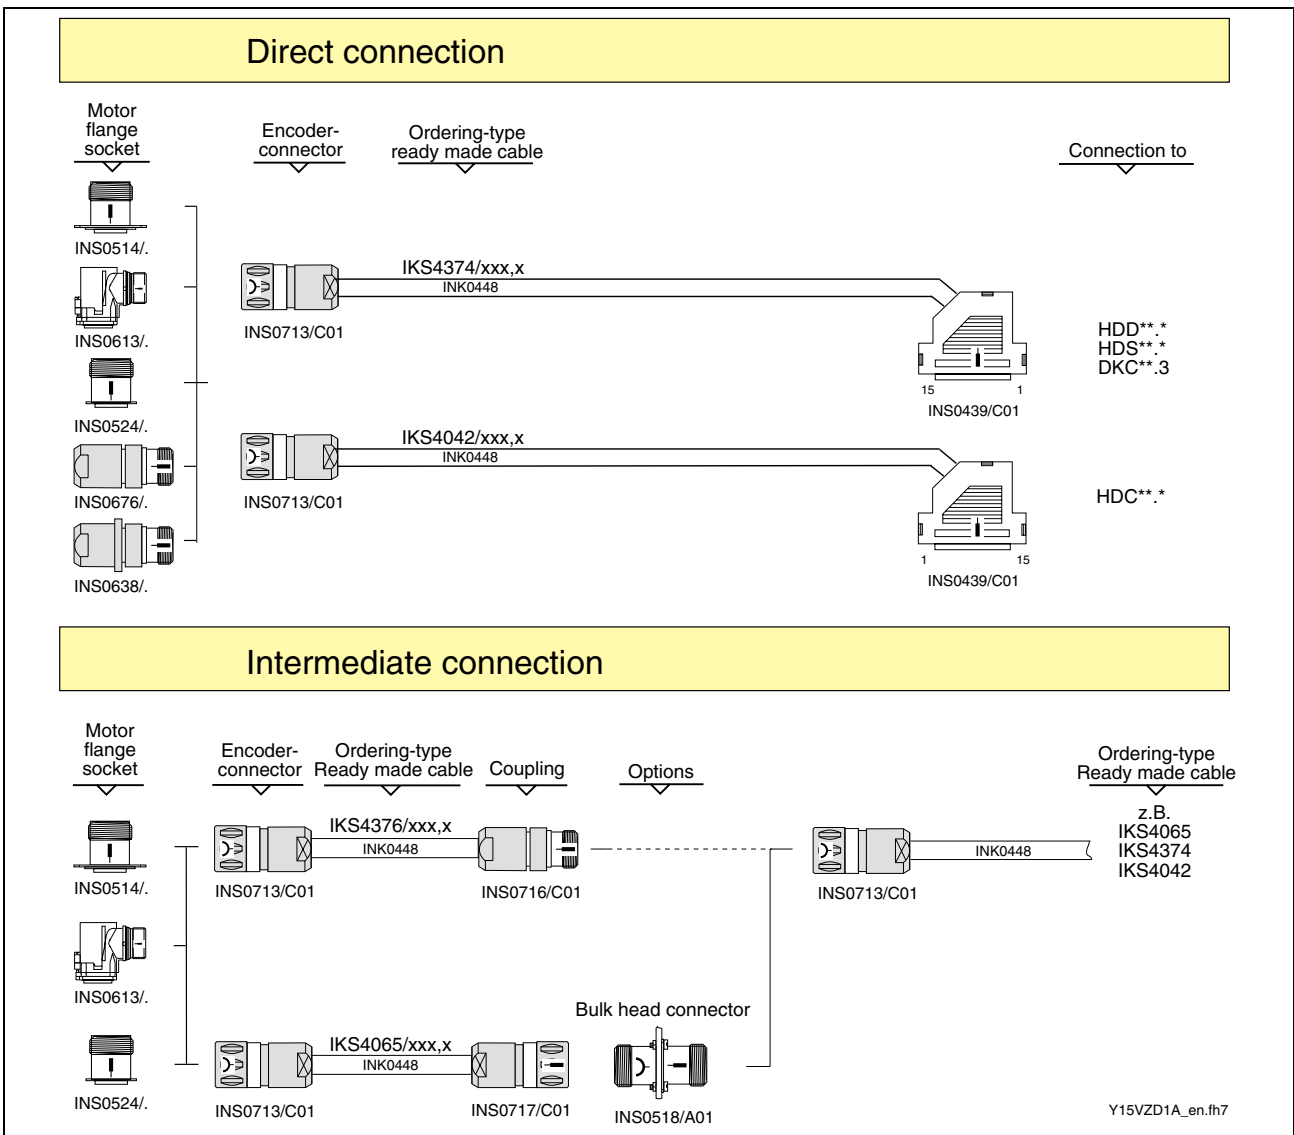 Direct connection
Motor
flange
socket
Encoder-
connector
Ordering-type
ready made cable
Connection to
INS0514/.
INS0613/.
INS0524/.
INS0676/.
INS0638/.
IKS4374/xxx,x
INK0448
INS0713/C01
15 1
INS0439/C01
HDD**.*
HDS**.*
DKC**.3
IKS4042/xxx,x
INK0448
INS0713/C01
1 15
INS0439/C01
HDC**.*
Intermediate connection
Motor
flange
socket
Encoder-
connector
Ordering-type
Ready made cable
Coupling
Options
Ordering-type
Ready made cable
INS0514/.
INS0613/.
INS0524/.
IKS4376/xxx,x
INK0448
INS0713/C01
INS0716/C01
INK0448
INS0713/C01
z.B.
IKS4065
IKS4374
IKS4042
IKS4065/xxx,x
INK0448
INS0713/C01
INS0717/C01
Bulk head connector
INS0518/A01
Y15VZD1A_en.fh7